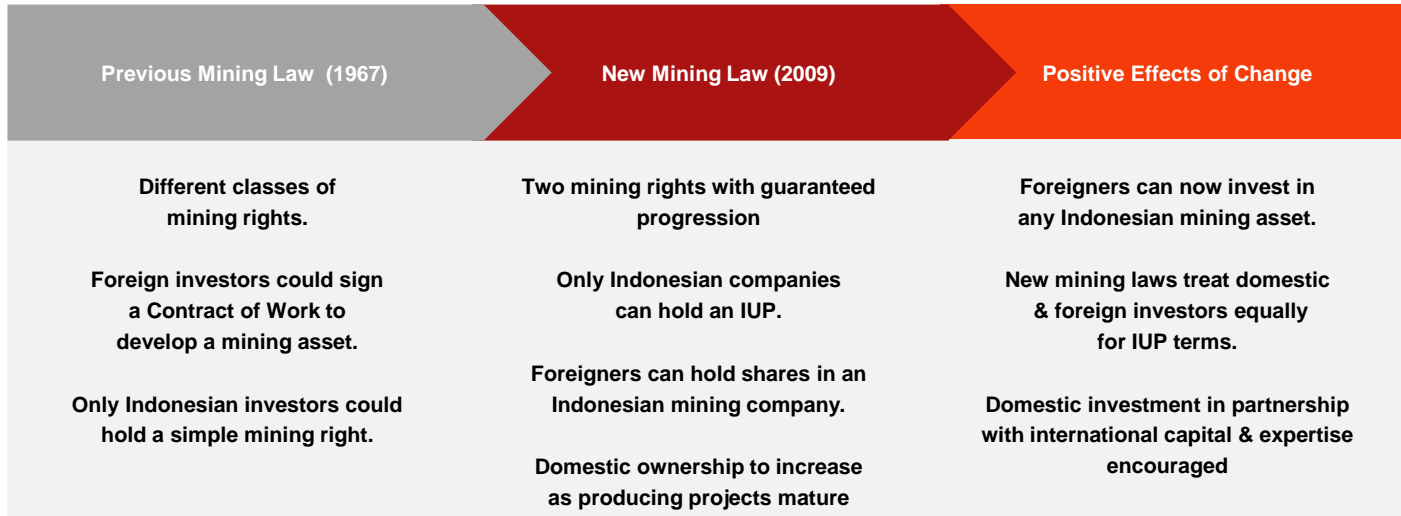 Previous Mining Law (1967)
New Mining Law (2009)
Positive Effects of Change
Different classes of
mining rights.
Foreign investors could sign
a Contract of Work to
develop a mining asset.
Only Indonesian investors could
hold a simple mining right.
Two mining rights with guaranteed
progression
Only Indonesian companies
can hold an IUP.
Foreigners can hold shares in an
Indonesian mining company.
Domestic ownership to increase
as producing projects mature
Foreigners can now invest in
any Indonesian mining asset.
New mining laws treat domestic
& foreign investors equally
for IUP terms.
Domestic investment in partnership
with international capital & expertise
encouraged